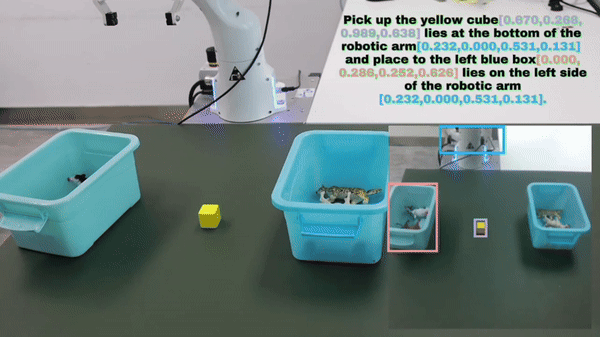 Pick up the yellow cube[0.670,0.268,
0.989,0.638] lies at the bottom of the
robotic arm[0.232,0.000,0.531,0.131]
and place to the left blue box[0.000,
0.286,0.252,0.626] lies on the left side
of the robotic arm
[0.232,0.000,0.531,0.131].